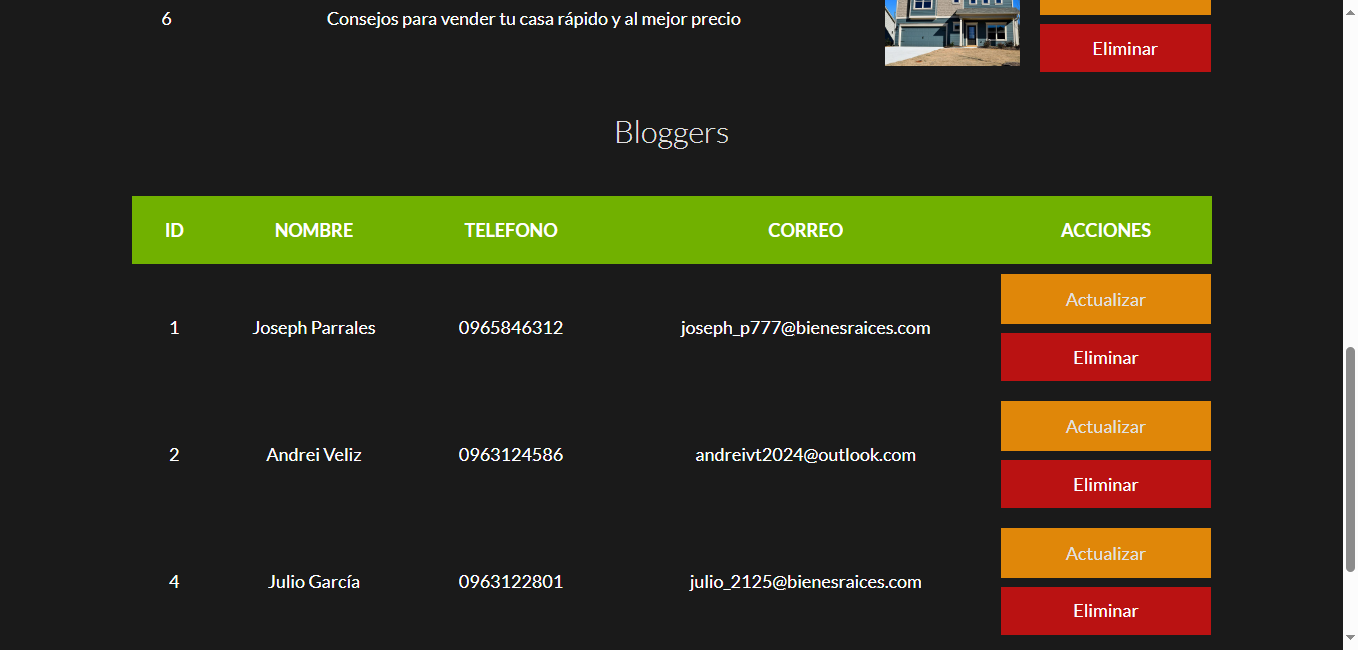 6 Consejos para vender tu casa rápido y al mejor precio
Eliminar
Bloggers
ID NOMBRE TELEFONO CORREO ACCIONES
Actualizar
1 Joseph Parrales 0965846312 joseph_p777@bienesraices.com
Eliminar
Actualizar
2 Andrei Veliz 0963124586 andreivt2024@outlook.com
Eliminar
Actualizar
4 Julio García 0963122801 julio_2125@bienesraices.com
Eliminar